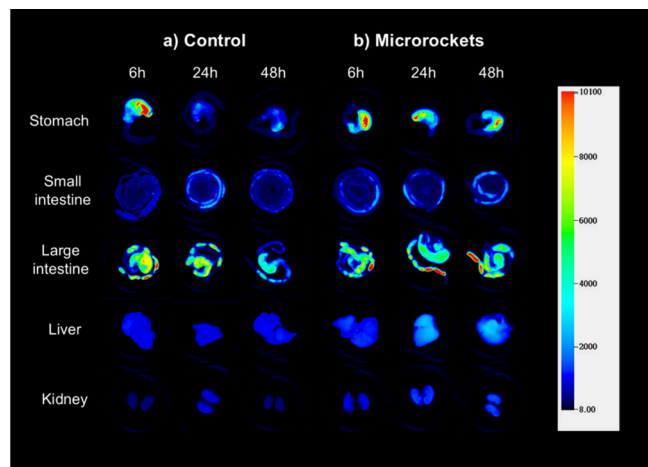 a) Control
b) Microrockets
6h
24h
48h
6h
24h
48h
Stomach
Small
intestine
Large
intestine
Liver
Kidney
10100
8000
6000
4000
2000
8.00